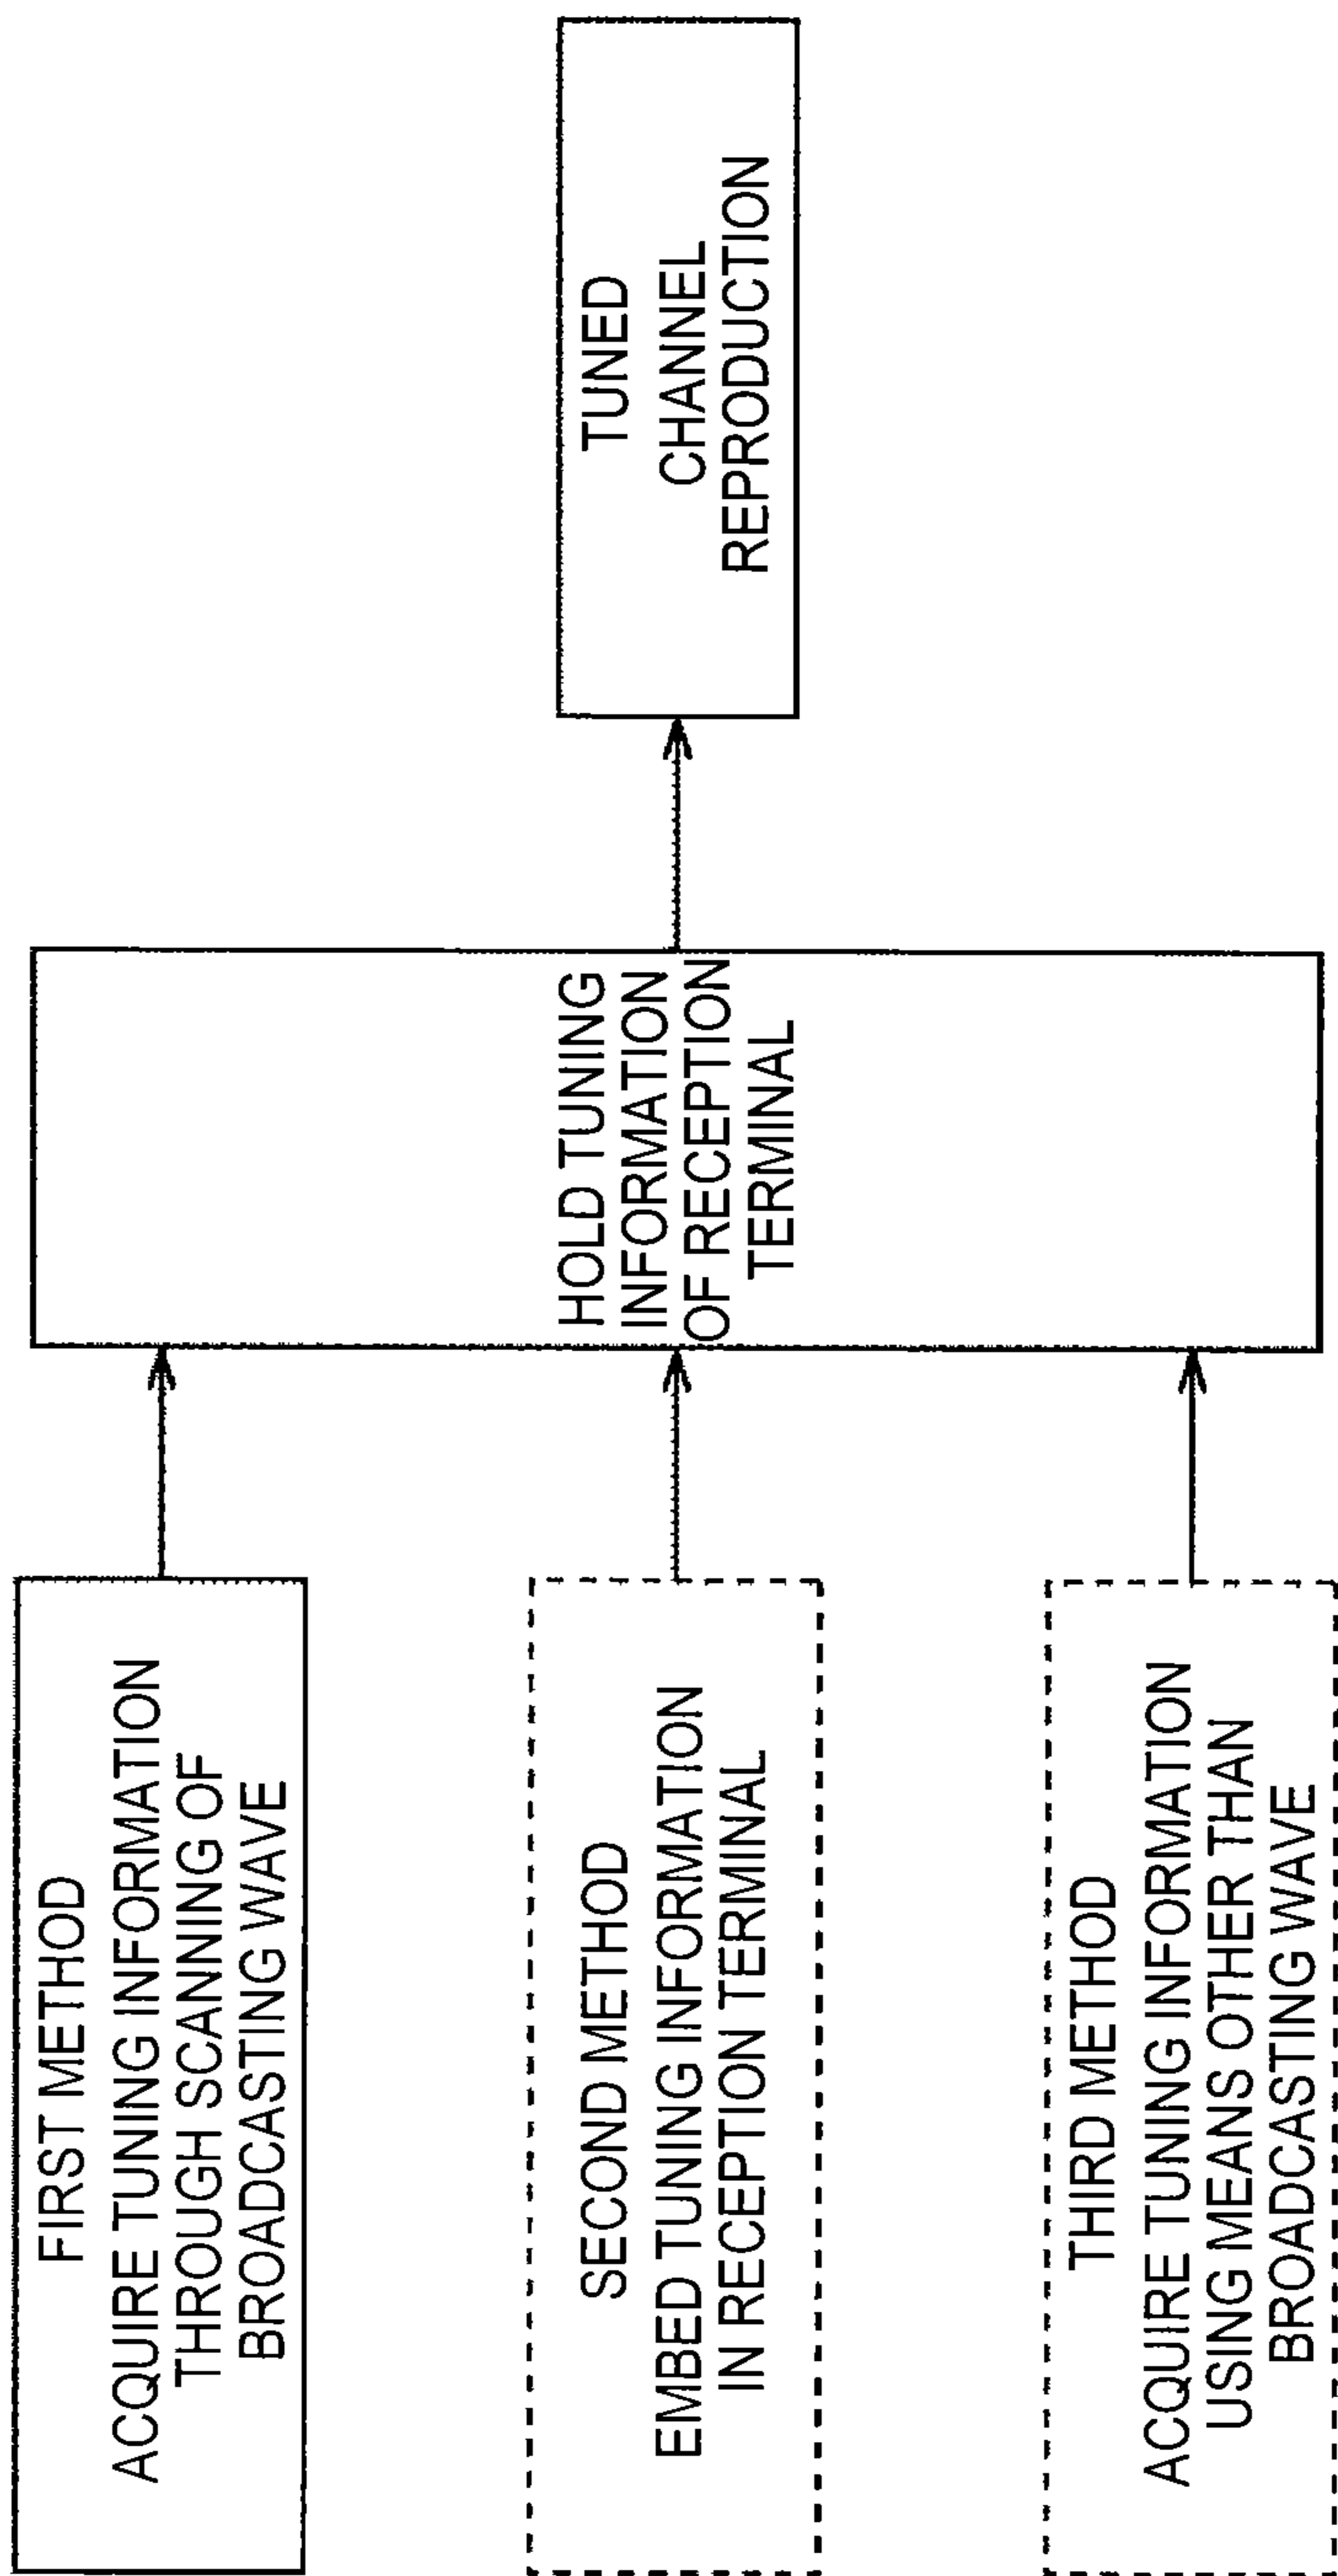 FIRST METHOD
ACQUIRE TUNING INFORMATION
THROUGH SCANNING OF
BROADCASTING WAVE
SECOND METHOD
EMBED TUNING INFORMATION
IN RECEPTION TERMINAL
THIRD METHOD
ACQUIRE TUNING INFORMATION
USING MEANS OTHER THAN
BROADCASTING WAVE
HOLD TUNING
INFORMATION
OF RECEPTION
TERMINAL
TUNED
CHANNEL
REPRODUCTION